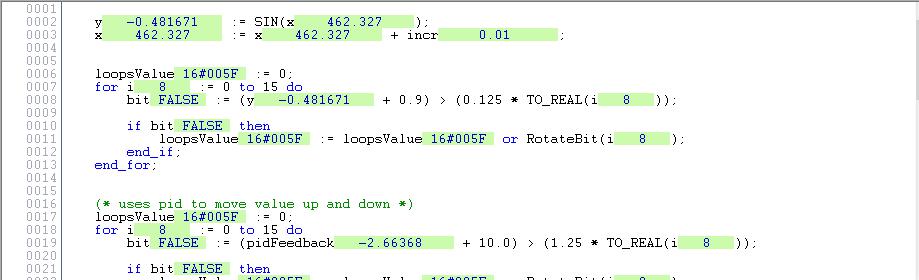 0001
0002 y -0.481671 := SIN(x 462.327 );
0003 x 462.327 := x 462.327 + incr 0.01 ;
0004
0005
0006 loopsValue 16#005F := 0;
0007 for i 8 := 0 to 15 do
0008 bit FALSE := (y -0.481671 + 0.9) > (0.125 * TO_REAL(i 8 ));
0009
0010 if bit FALSE then
0011 loopsValue 16#005F := loopsValue 16#005F or RotateBit(i 8 );
0012 end_if;
0013 end_for;
0014
0015
0016 (* uses pid to move value up and down *)
0017 loopsValue 16#005F := 0;
0018 for i 8 := 0 to 15 do
0019 bit FALSE := (pidFeedback -2.66368 + 10.0) > (1.25 * TO_REAL(i 8 ));
0020
0021 if bit FALSE then